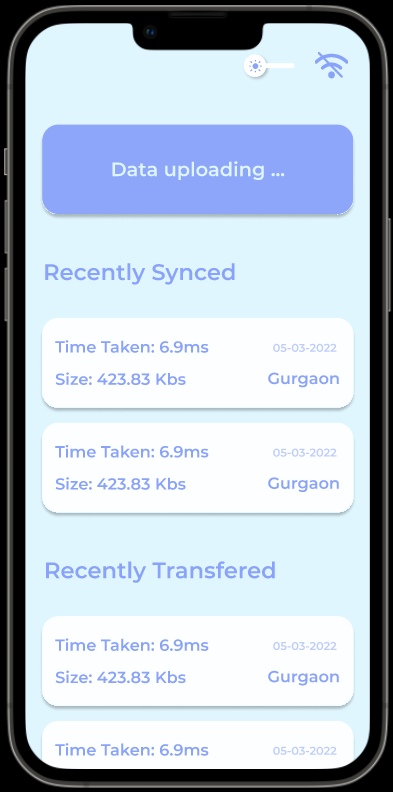 Data uploading ...
Recently Synced
Time Taken: 6.9ms 05-03-2022
Size: 423.83 Kbs Gurgaon
Time Taken: 6.9ms 05-03-2022
Size: 423.83 Kbs Gurgaon
Recently Transfered
Time Taken: 6.9ms 05-03-2022
Size: 423.83 Kbs Gurgaon
Time Taken: 6.9ms 05-03-2022